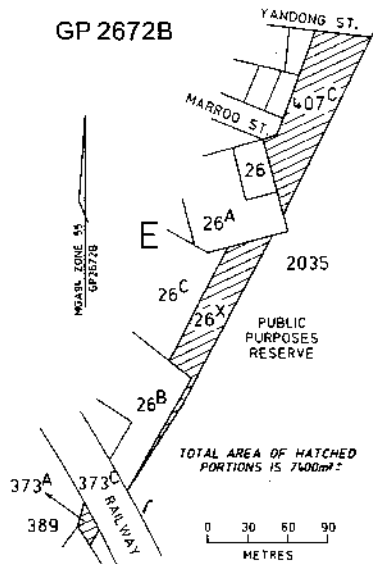 GP 2672B
YANDONG ST.
407C
MARROO ST.
26
26A
E
MGA94 ZONE 55
GP2672B
2035
26C
26X
PUBLIC
PURPOSES
RESERVE
26B
TOTAL AREA OF HATCHED
PORTIONS IS 7400m² ±
373A
373C
389
RAILWAY
0 30 60 90
METRES